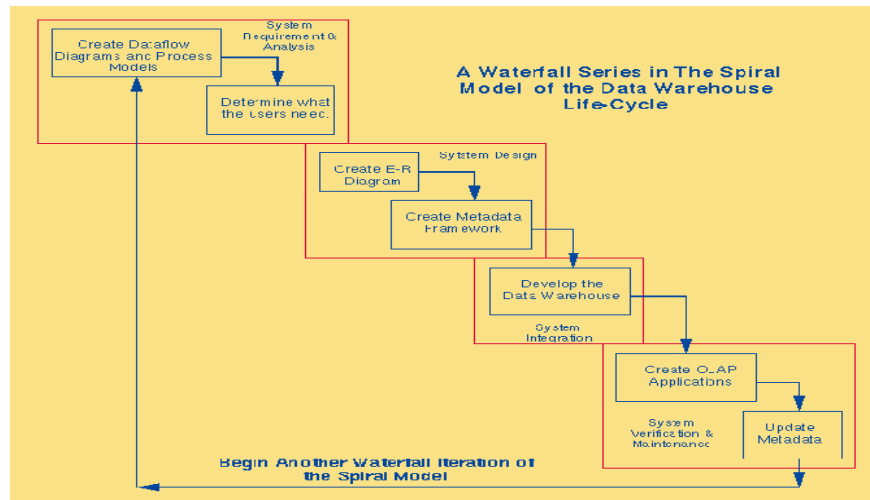 System
Requirement &
Analysis
Create Dataflow
Diagrams and Process
Models
Determine what
the users need.
A Waterfall Series in The Spiral
Model of the Data Warehouse
Life-Cycle
Sytstem Design
Create E-R
Diagram
Create Metadata
Framework
Develop the
Data Warehouse
System
Integration
Create OLAP
Applications
System
Verification &
Maintenance
Update
Metadata
Begin Another Waterfall Iteration of
the Spiral Model